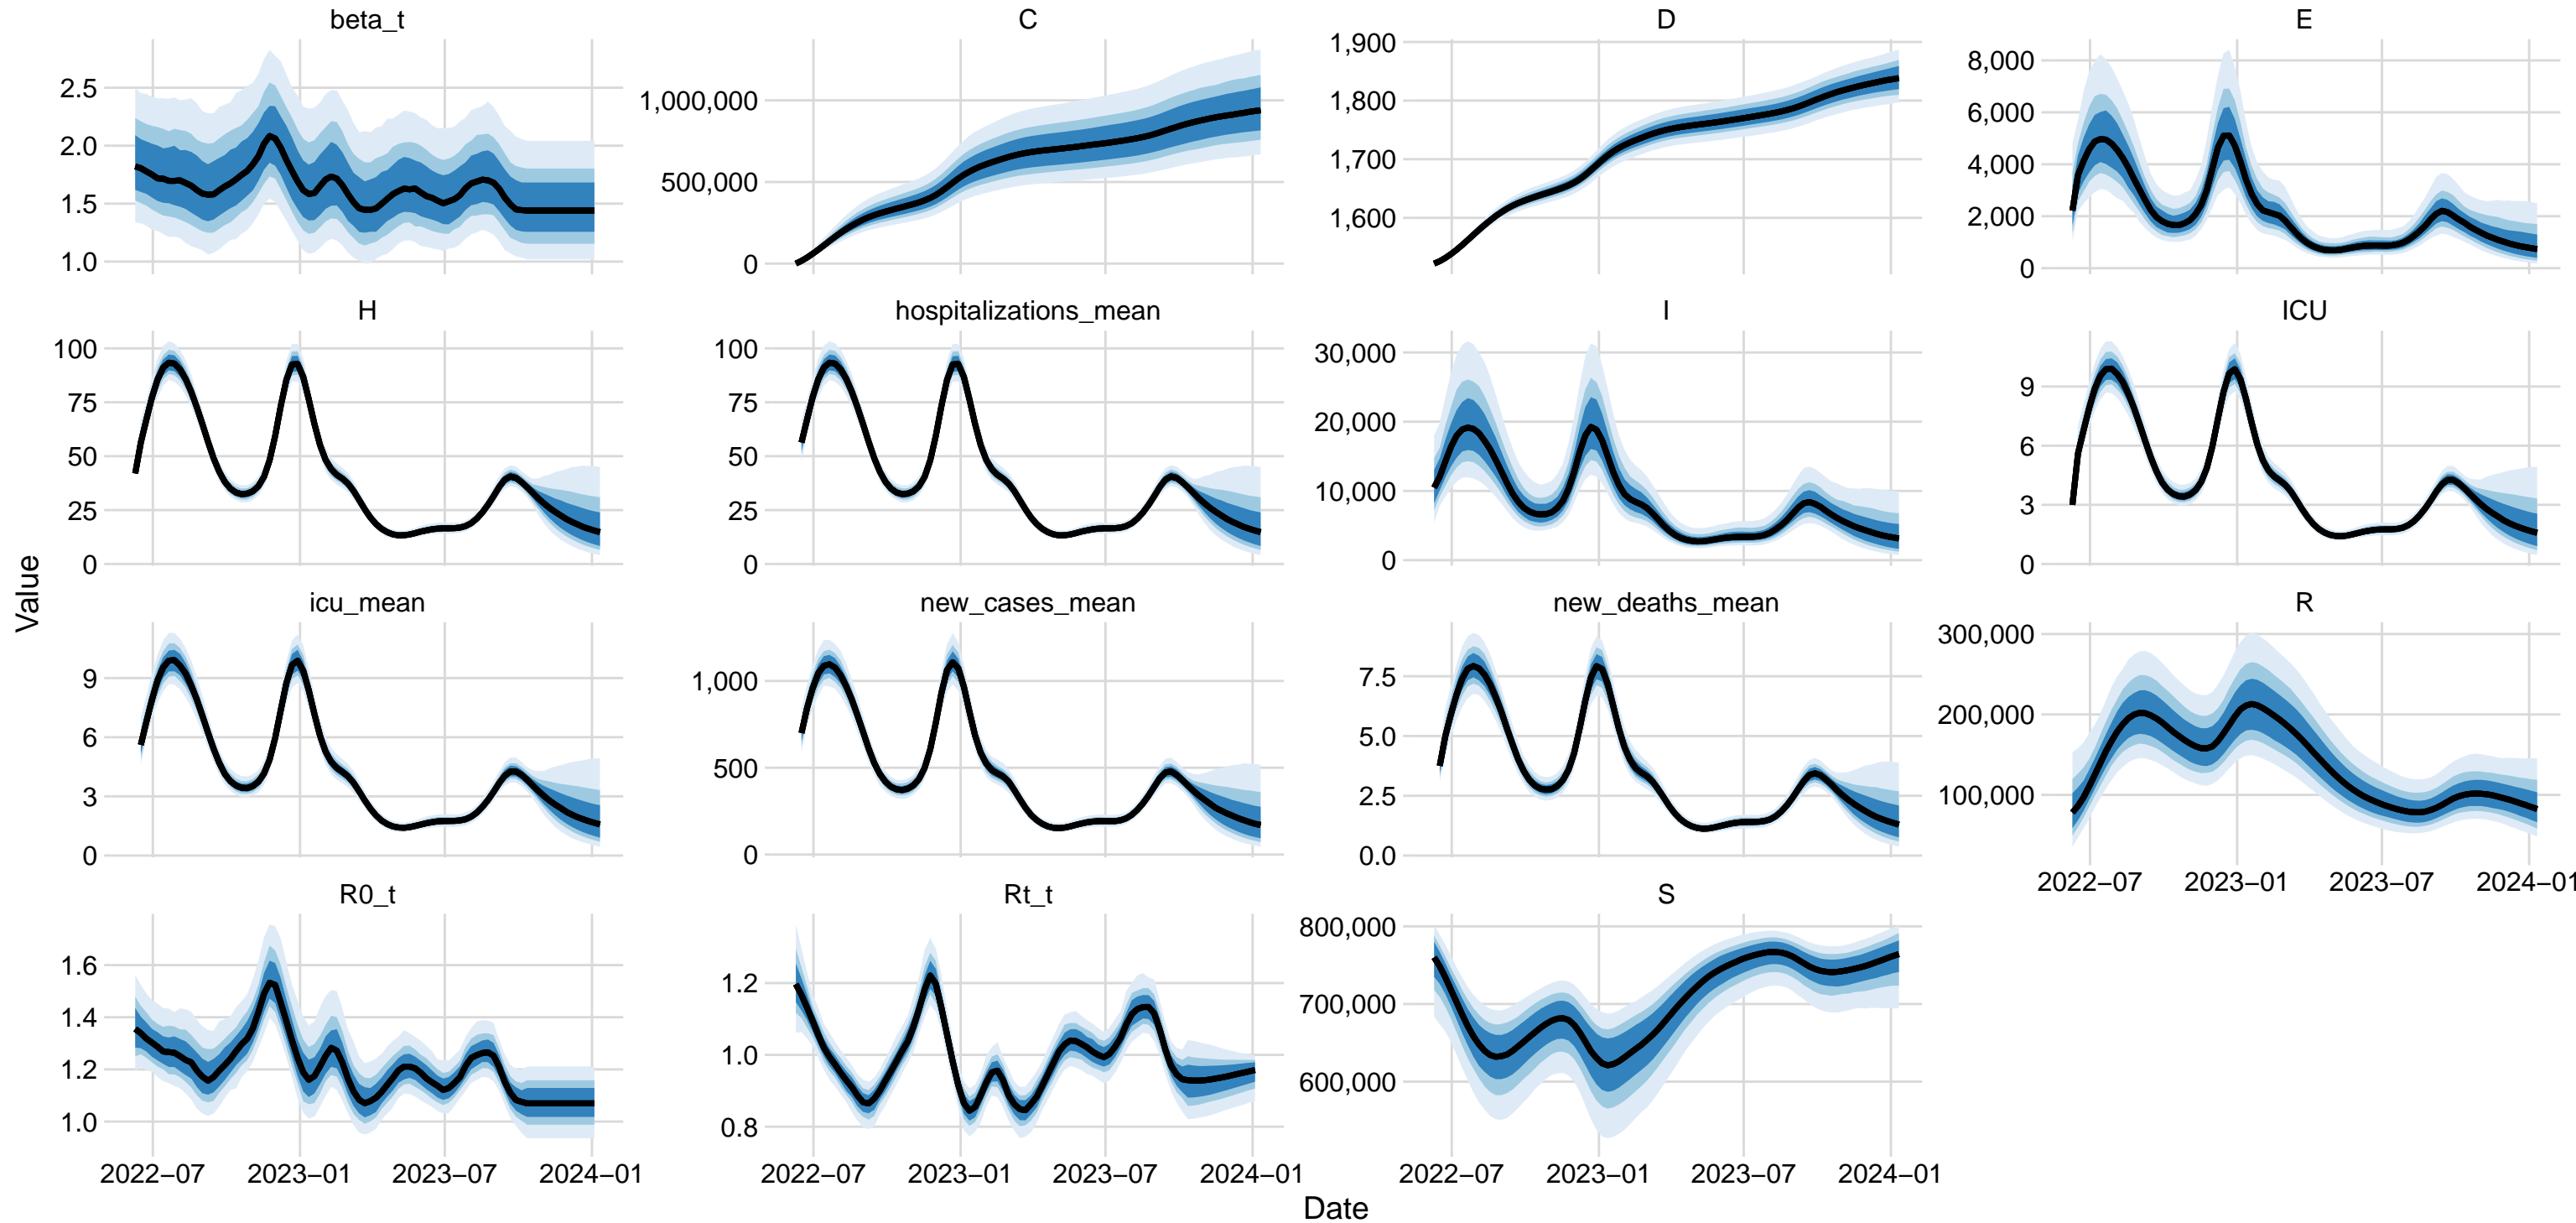 beta_t
C
D
E
2.5
2.0
1.5
1.0
1,000,000
500,000
0
1,900
1,800
1,700
1,600
8,000
6,000
4,000
2,000
0
H
hospitalizations_mean
I
ICU
100
75
50
25
0
100
75
50
25
0
30,000
20,000
10,000
0
9
6
3
0
Value
icu_mean
new_cases_mean
new_deaths_mean
R
9
6
3
0
1,000
500
0
7.5
5.0
2.5
0.0
300,000
200,000
100,000
2022−07 2023−01 2023−07 2024−01
R0_t
Rt_t
S
1.6
1.4
1.2
1.0
1.2
1.0
0.8
800,000
700,000
600,000
2022−07 2023−01 2023−07 2024−01
2022−07 2023−01 2023−07 2024−01
2022−07 2023−01 2023−07 2024−01
Date